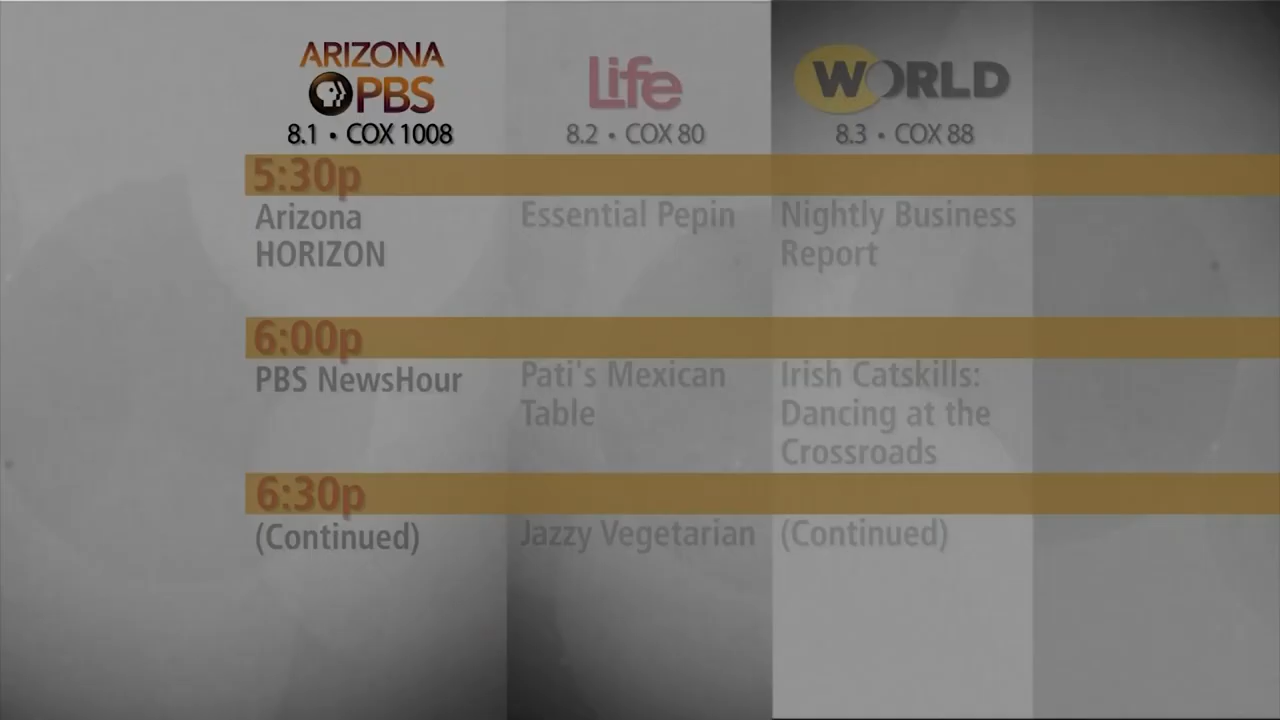 ARIZONA
PBS
8.1 • COX 1008
Life
8.2 • COX 80
WORLD
8.3 • COX 88
5:30p
Arizona
HORIZON
Essential Pepin
Nightly Business
Report
6:00p
PBS NewsHour
Pati's Mexican
Table
Irish Catskills:
Dancing at the
Crossroads
6:30p
(Continued)
Jazzy Vegetarian
(Continued)